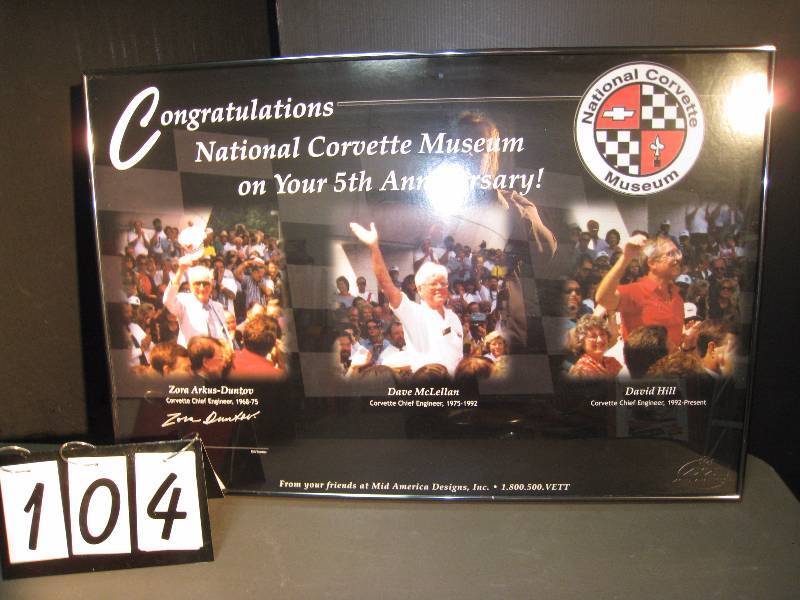 Congratulations
National Corvette Museum
on Your 5th Anniversary!
National Corvette
Museum
Zora Arkus-Duntov
Corvette Chief Engineer, 1968-75
Zora Duntov
Dave McLellan
Corvette Chief Engineer, 1975-1992
David Hill
Corvette Chief Engineer, 1992-Present
From your friends at Mid America Designs, Inc. • 1.800.500.VETT
104